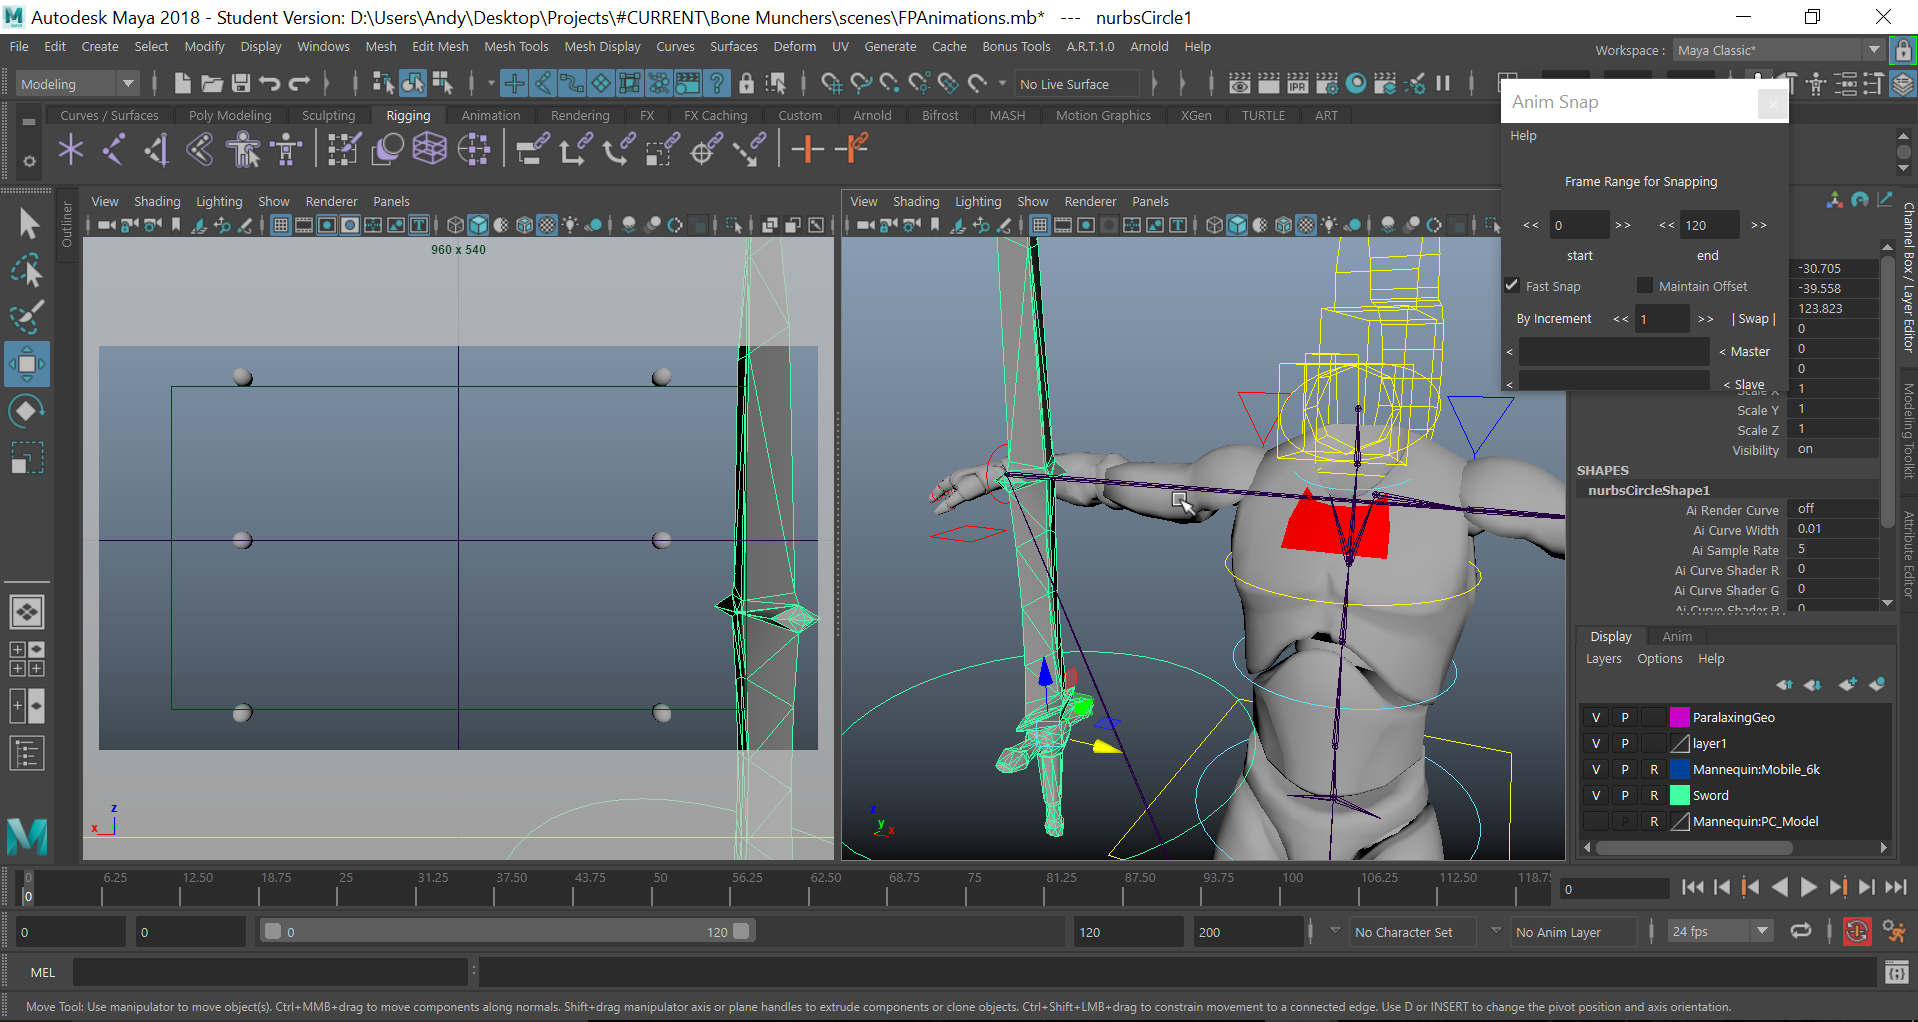 Autodesk Maya 2018 - Student Version: D:\Users\Andy\Desktop\Projects\#CURRENT\Bone Munchers\scenes\FPAnimations.mb*   ---   nurbsCircle1
File Edit Create Select Modify Display Windows Mesh Edit Mesh Mesh Tools Mesh Display Curves Surfaces Deform UV Generate Cache Bonus Tools A.R.T.1.0 Arnold Help
Workspace : Maya Classic*
Modeling
No Live Surface
IPR
Curves / Surfaces Poly Modeling Sculpting Rigging Animation Rendering FX FX Caching Custom Arnold Bifrost MASH Motion Graphics XGen TURTLE ART
Anim Snap
Help
Frame Range for Snapping
<< 0 >> << 120 >>
start end
Fast Snap Maintain Offset
By Increment << 1 >> | Swap |
< < Master
< < Slave
Outliner
View Shading Lighting Show Renderer Panels
View Shading Lighting Show Renderer Panels
960 x 540
z
x
z
y
x
-30.705
-39.558
123.823
0
0
0
Scale X 1
Scale Y 1
Scale Z 1
Visibility on
SHAPES
nurbsCircleShape1
Ai Render Curve off
Ai Curve Width 0.01
Ai Sample Rate 5
Ai Curve Shader R 0
Ai Curve Shader G 0
Ai Curve Shader B 0
Channel Box / Layer Editor
Modeling Toolkit
Attribute Editor
Display Anim
Layers Options Help
V P ParalaxingGeo
V P layer1
V P R Mannequin:Mobile_6k
V P R Sword
P R Mannequin:PC_Model
0 6.25 12.50 18.75 25 31.25 37.50 43.75 50 56.25 62.50 68.75 75 81.25 87.50 93.75 100 106.25 112.50 118.7
0
0
0 0 0 120 120 200 No Character Set No Anim Layer 24 fps
MEL
Move Tool: Use manipulator to move object(s). Ctrl+MMB+drag to move components along normals. Shift+drag manipulator axis or plane handles to extrude components or clone objects. Ctrl+Shift+LMB+drag to constrain movement to a connected edge. Use D or INSERT to change the pivot position and axis orientation.